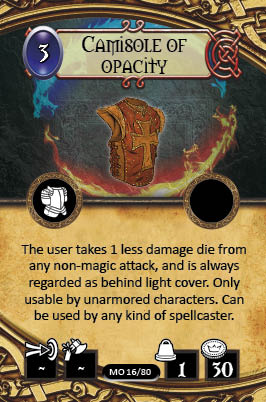 3
CAMISOLE OF
OPACITY
The user takes 1 less damage die from
any non-magic attack, and is always
regarded as behind light cover. Only
usable by unarmored characters. Can
be used by any kind of spellcaster.
~ ~ MO 16/80 1 30